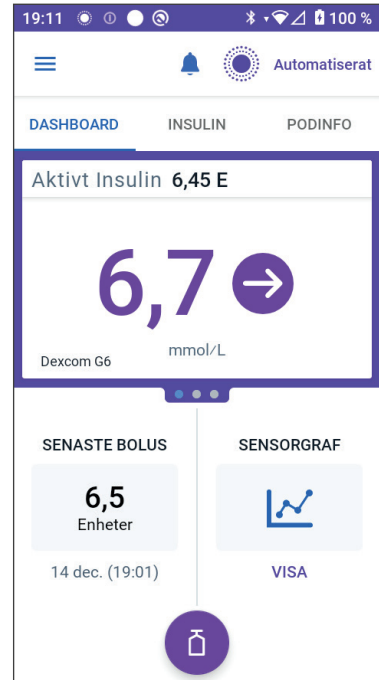 19:11 100 %
Automatiserat
DASHBOARD INSULIN PODINFO
Aktivt Insulin 6,45 E
6,7
mmol/L
Dexcom G6
SENASTE BOLUS SENSORGRAF
6,5
Enheter
14 dec. (19:01) VISA